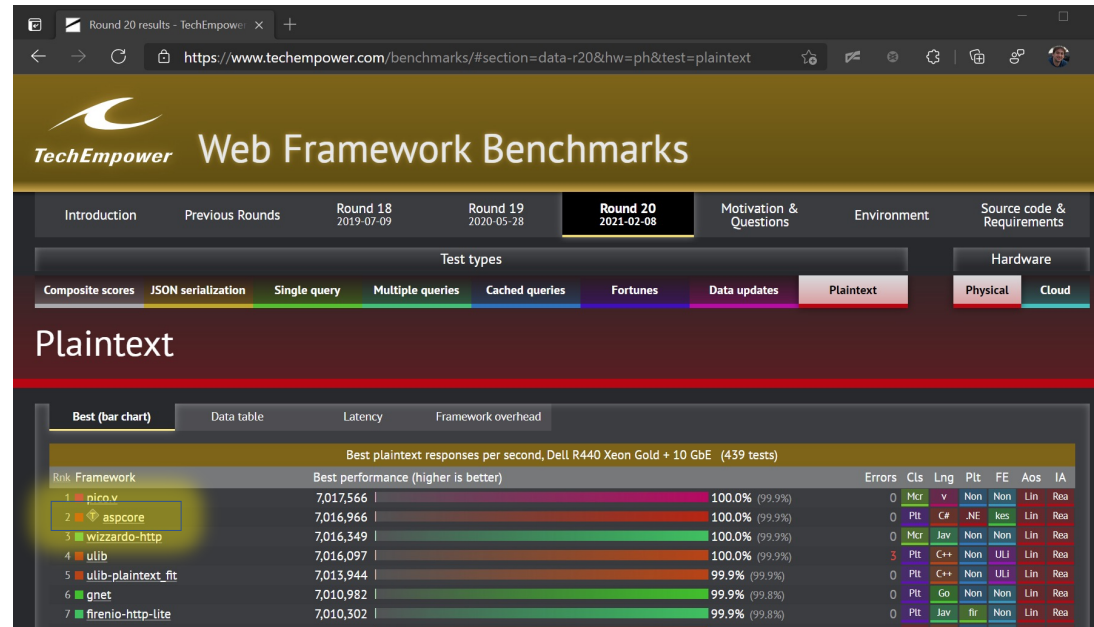 Round 20 results - TechEmpower
https://www.techempower.com/benchmarks/#section=data-r20&hw=ph&test=plaintext
TechEmpower
Web Framework Benchmarks
Introduction Previous Rounds Round 18 2019-07-09 Round 19 2020-05-28 Round 20 2021-02-08 Motivation & Questions Environment Source code & Requirements
Test types Hardware
Composite scores JSON serialization Single query Multiple queries Cached queries Fortunes Data updates Plaintext Physical Cloud
Plaintext
Best (bar chart) Data table Latency Framework overhead
Best plaintext responses per second, Dell R440 Xeon Gold + 10 GbE (439 tests)
Rnk Framework Best performance (higher is better) Errors Cls Lng Plt FE Aos IA
1 pico.v 7,017,566 100.0% (99.9%) 0 Mcr v Non Non Lin Rea
2 aspcore 7,016,966 100.0% (99.9%) 0 Plt C# .NE kes Lin Rea
3 wizzardo-http 7,016,349 100.0% (99.9%) 0 Mcr Jav Non Non Lin Rea
4 ulib 7,016,097 100.0% (99.9%) 3 Plt C++ Non ULi Lin Rea
5 ulib-plaintext_fit 7,013,944 99.9% (99.9%) 0 Plt C++ Non ULi Lin Rea
6 gnet 7,010,982 99.9% (99.8%) 0 Plt Go Non Non Lin Rea
7 firenio-http-lite 7,010,302 99.9% (99.8%) 0 Plt Jav fir Non Lin Rea